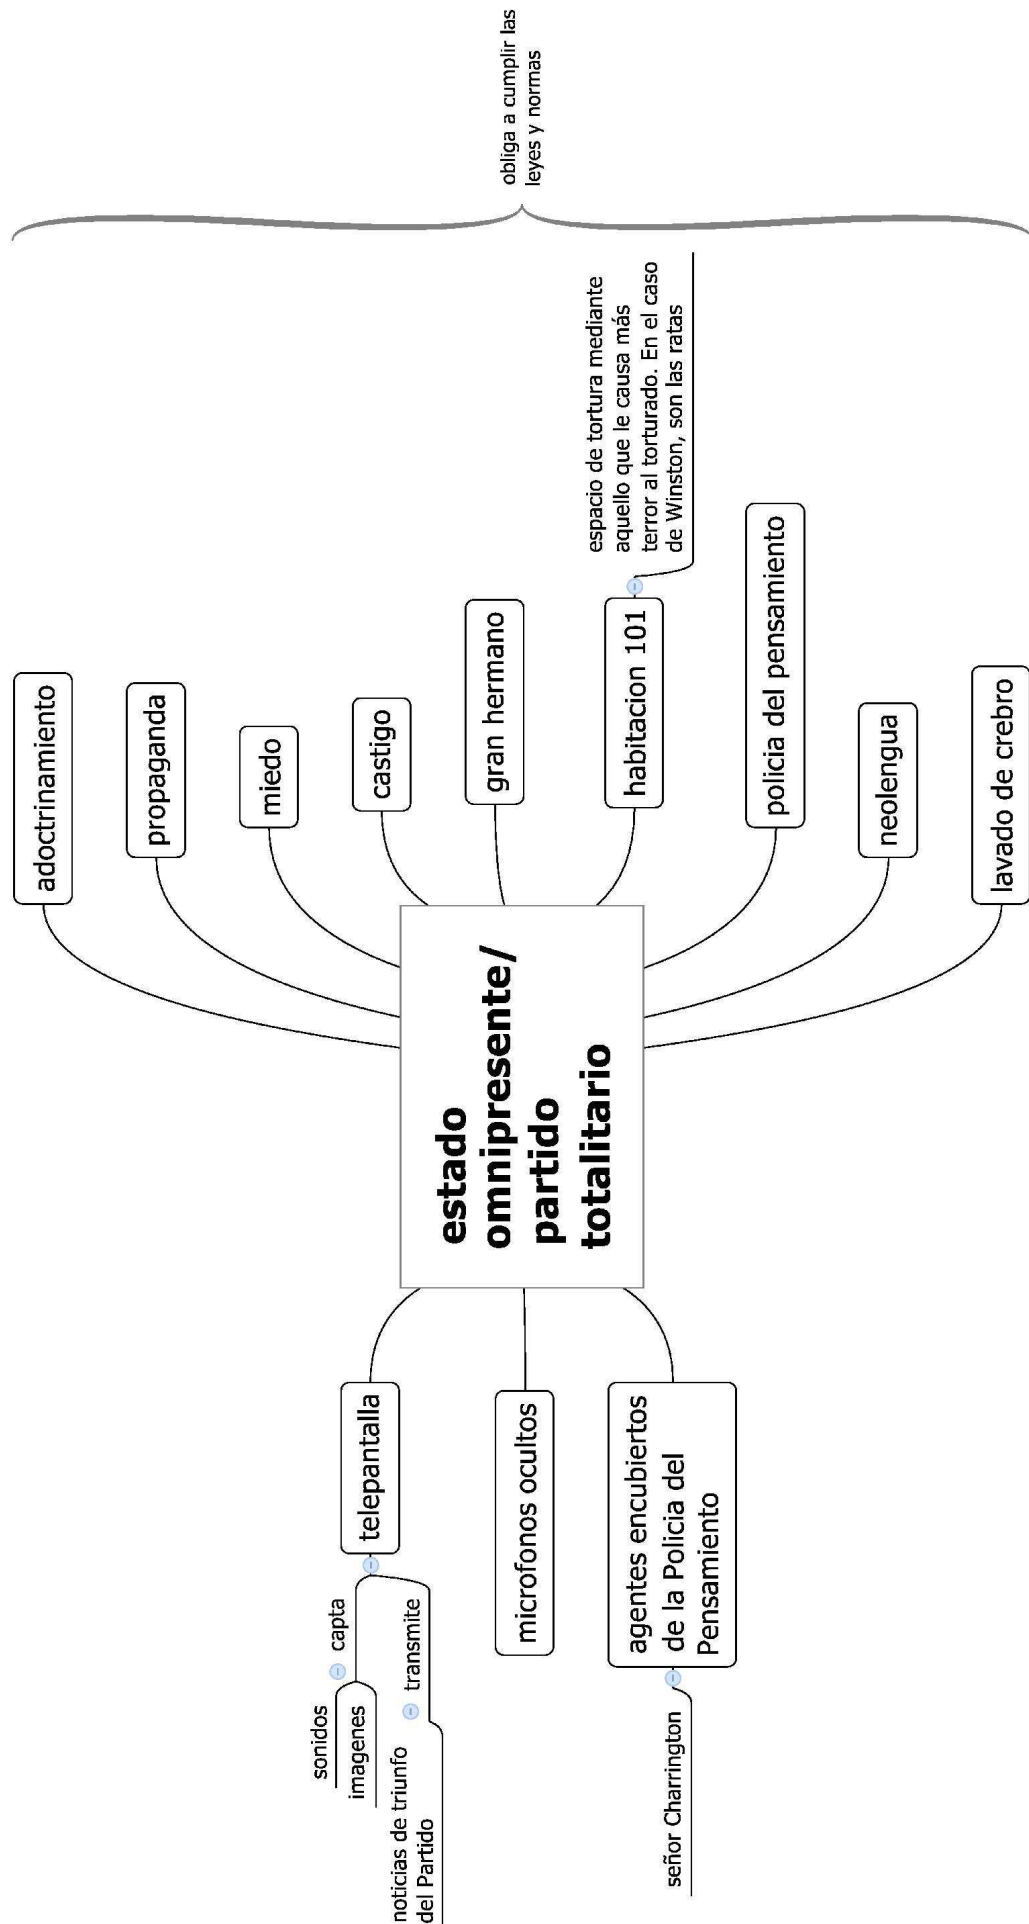 estado
omnipresente/
partido
totalitario
adoctrinamiento
propaganda
miedo
castigo
gran hermano
habitacion 101
espacio de tortura mediante
aquello que le causa más
terror al torturado. En el caso
de Winston, son las ratas
policia del pensamiento
neolengua
lavado de crebro
obliga a cumplir las
leyes y normas
telepantalla
capta
sonidos
imagenes
transmite
noticias de triunfo
del Partido
microfonos ocultos
agentes encubiertos
de la Policia del
Pensamiento
señor Charrington